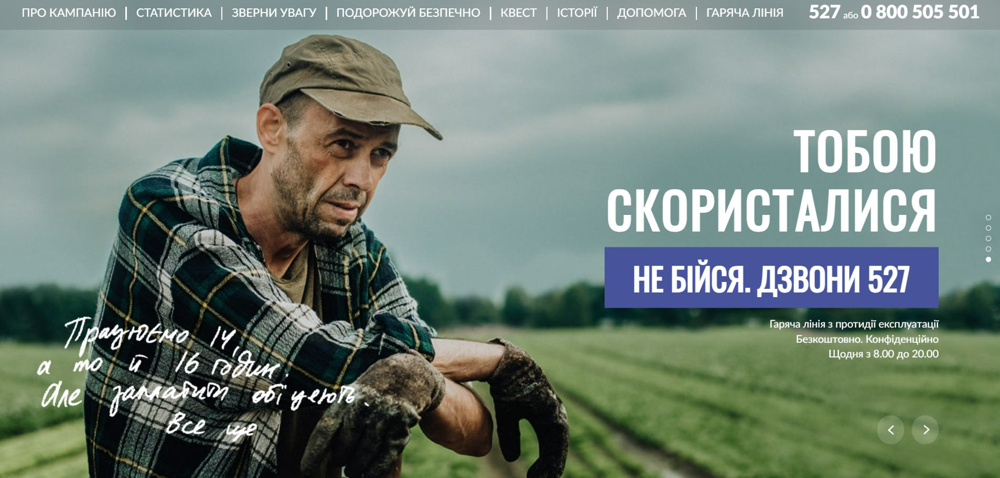 ПРО КАМПАНІЮ | СТАТИСТИКА | ЗВЕРНИ УВАГУ | ПОДОРОЖУЙ БЕЗПЕЧНО | КВЕСТ | ІСТОРІЇ | ДОПОМОГА | ГАРЯЧА ЛІНІЯ 527 або 0 800 505 501
ТОБОЮ
СКОРИСТАЛИСЯ
НЕ БІЙСЯ. ДЗВОНИ 527
Гаряча лінія з протидії експлуатації
Безкоштовно. Конфіденційно
Щодня з 8.00 до 20.00
Працюємо 14,
а то й 16 годин.
Але заплатити обіцяють.
Все ще